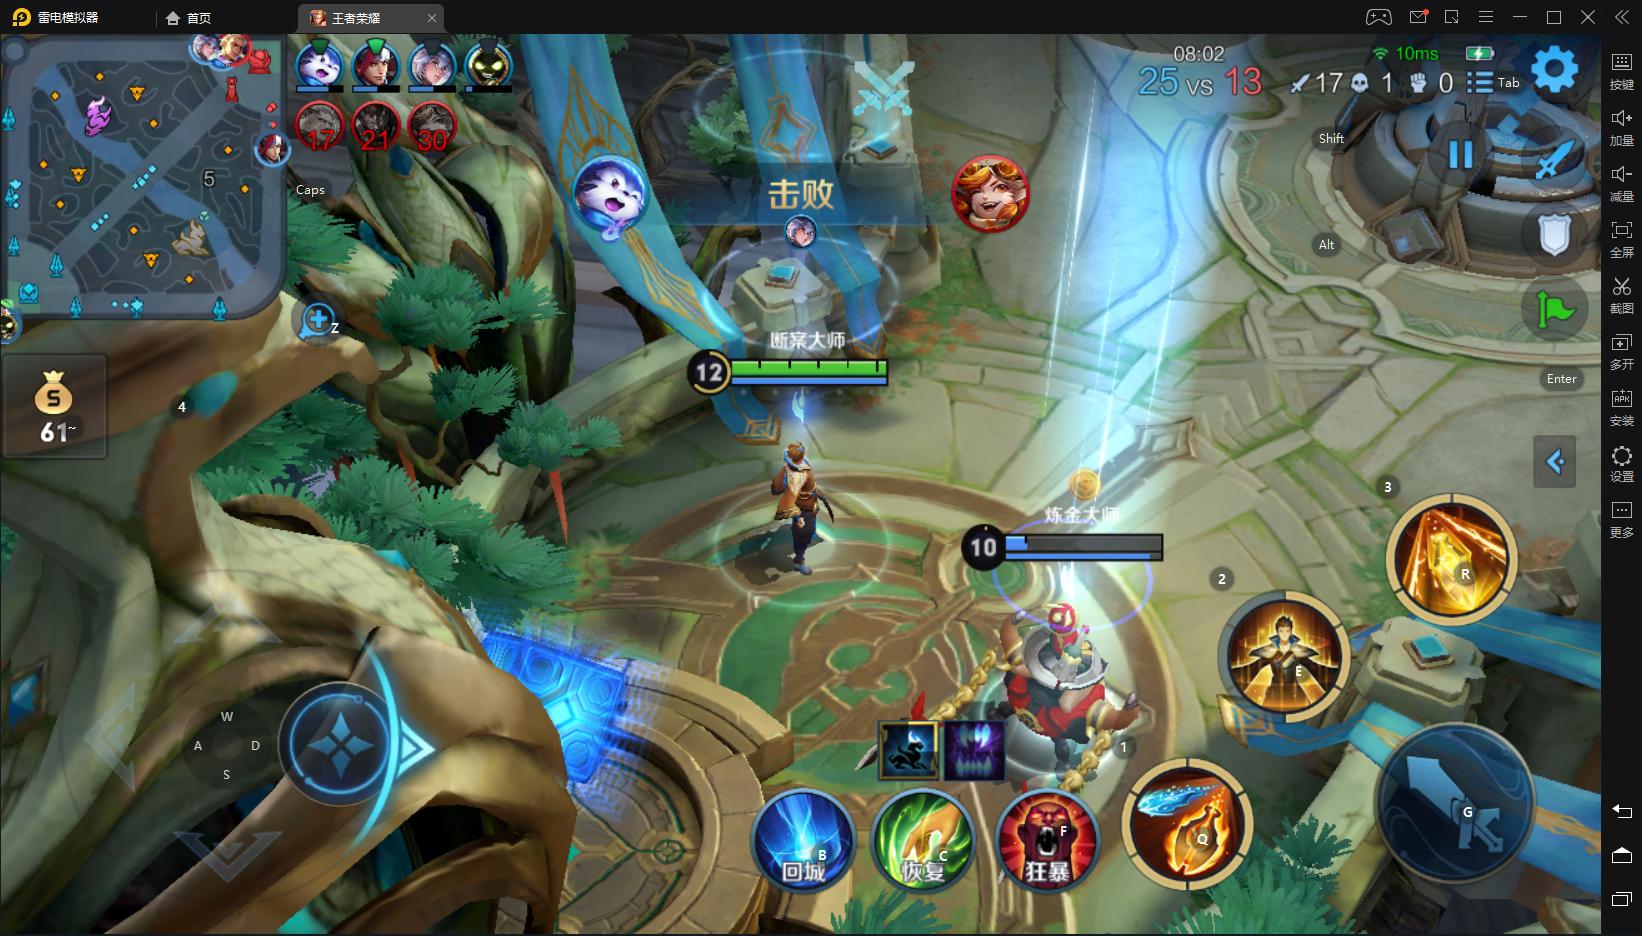 雷电模拟器
首页
王者荣耀
08:02
10ms
25 vs 13
17 1 0
Tab
按键
加量
减量
全屏
截图
多开
安装
设置
更多
17
21
30
Caps
5
Shift
Alt
Enter
击败
Z
断案大师
12
S
61~
4
炼金大师
10
3
R
2
E
1
Q
G
W
A
D
S
B
回城
C
恢复
F
狂暴